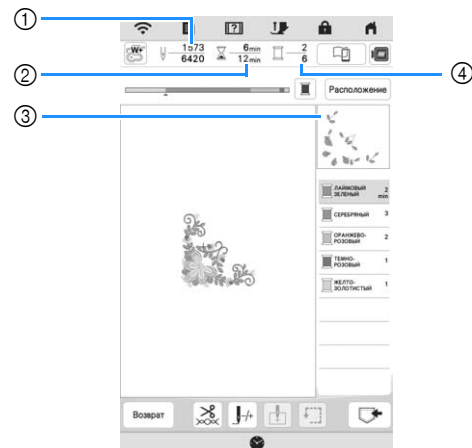 ①
1573
6420
6min
12min
2
6
②
④
Расположение
③
ЛАЙМОВЫЙ
ЗЕЛЕНЫЙ
2
min
СЕРЕБРЯНЫЙ 3
ОРАНЖЕВО-
РОЗОВЫЙ
2
ТЕМНО-
РОЗОВЫЙ
1
ЖЕЛТО-
ЗОЛОТИСТЫЙ
1
Возврат